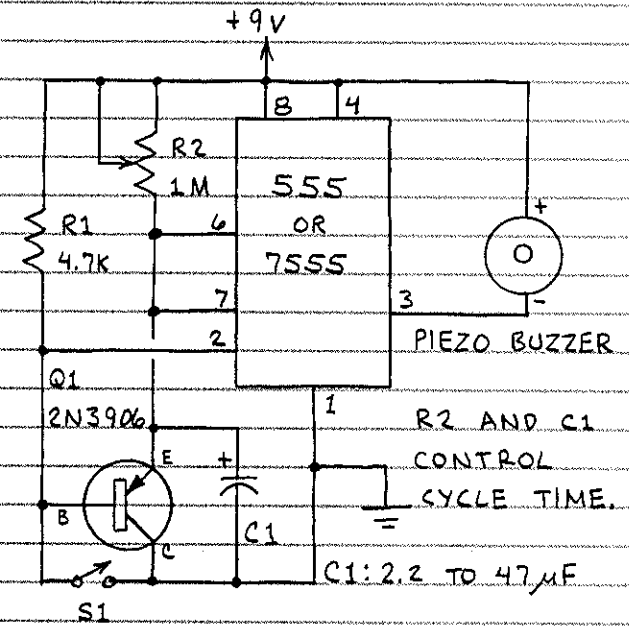 +9V
8 4
R2
1M
555
OR
7555
R1
4.7K
6
7
2
3
+
-
PIEZO BUZZER
Q1
2N3906
1
E
B
C
+
C1
R2 AND C1
CONTROL
CYCLE TIME.
C1: 2.2 TO 47µF
S1